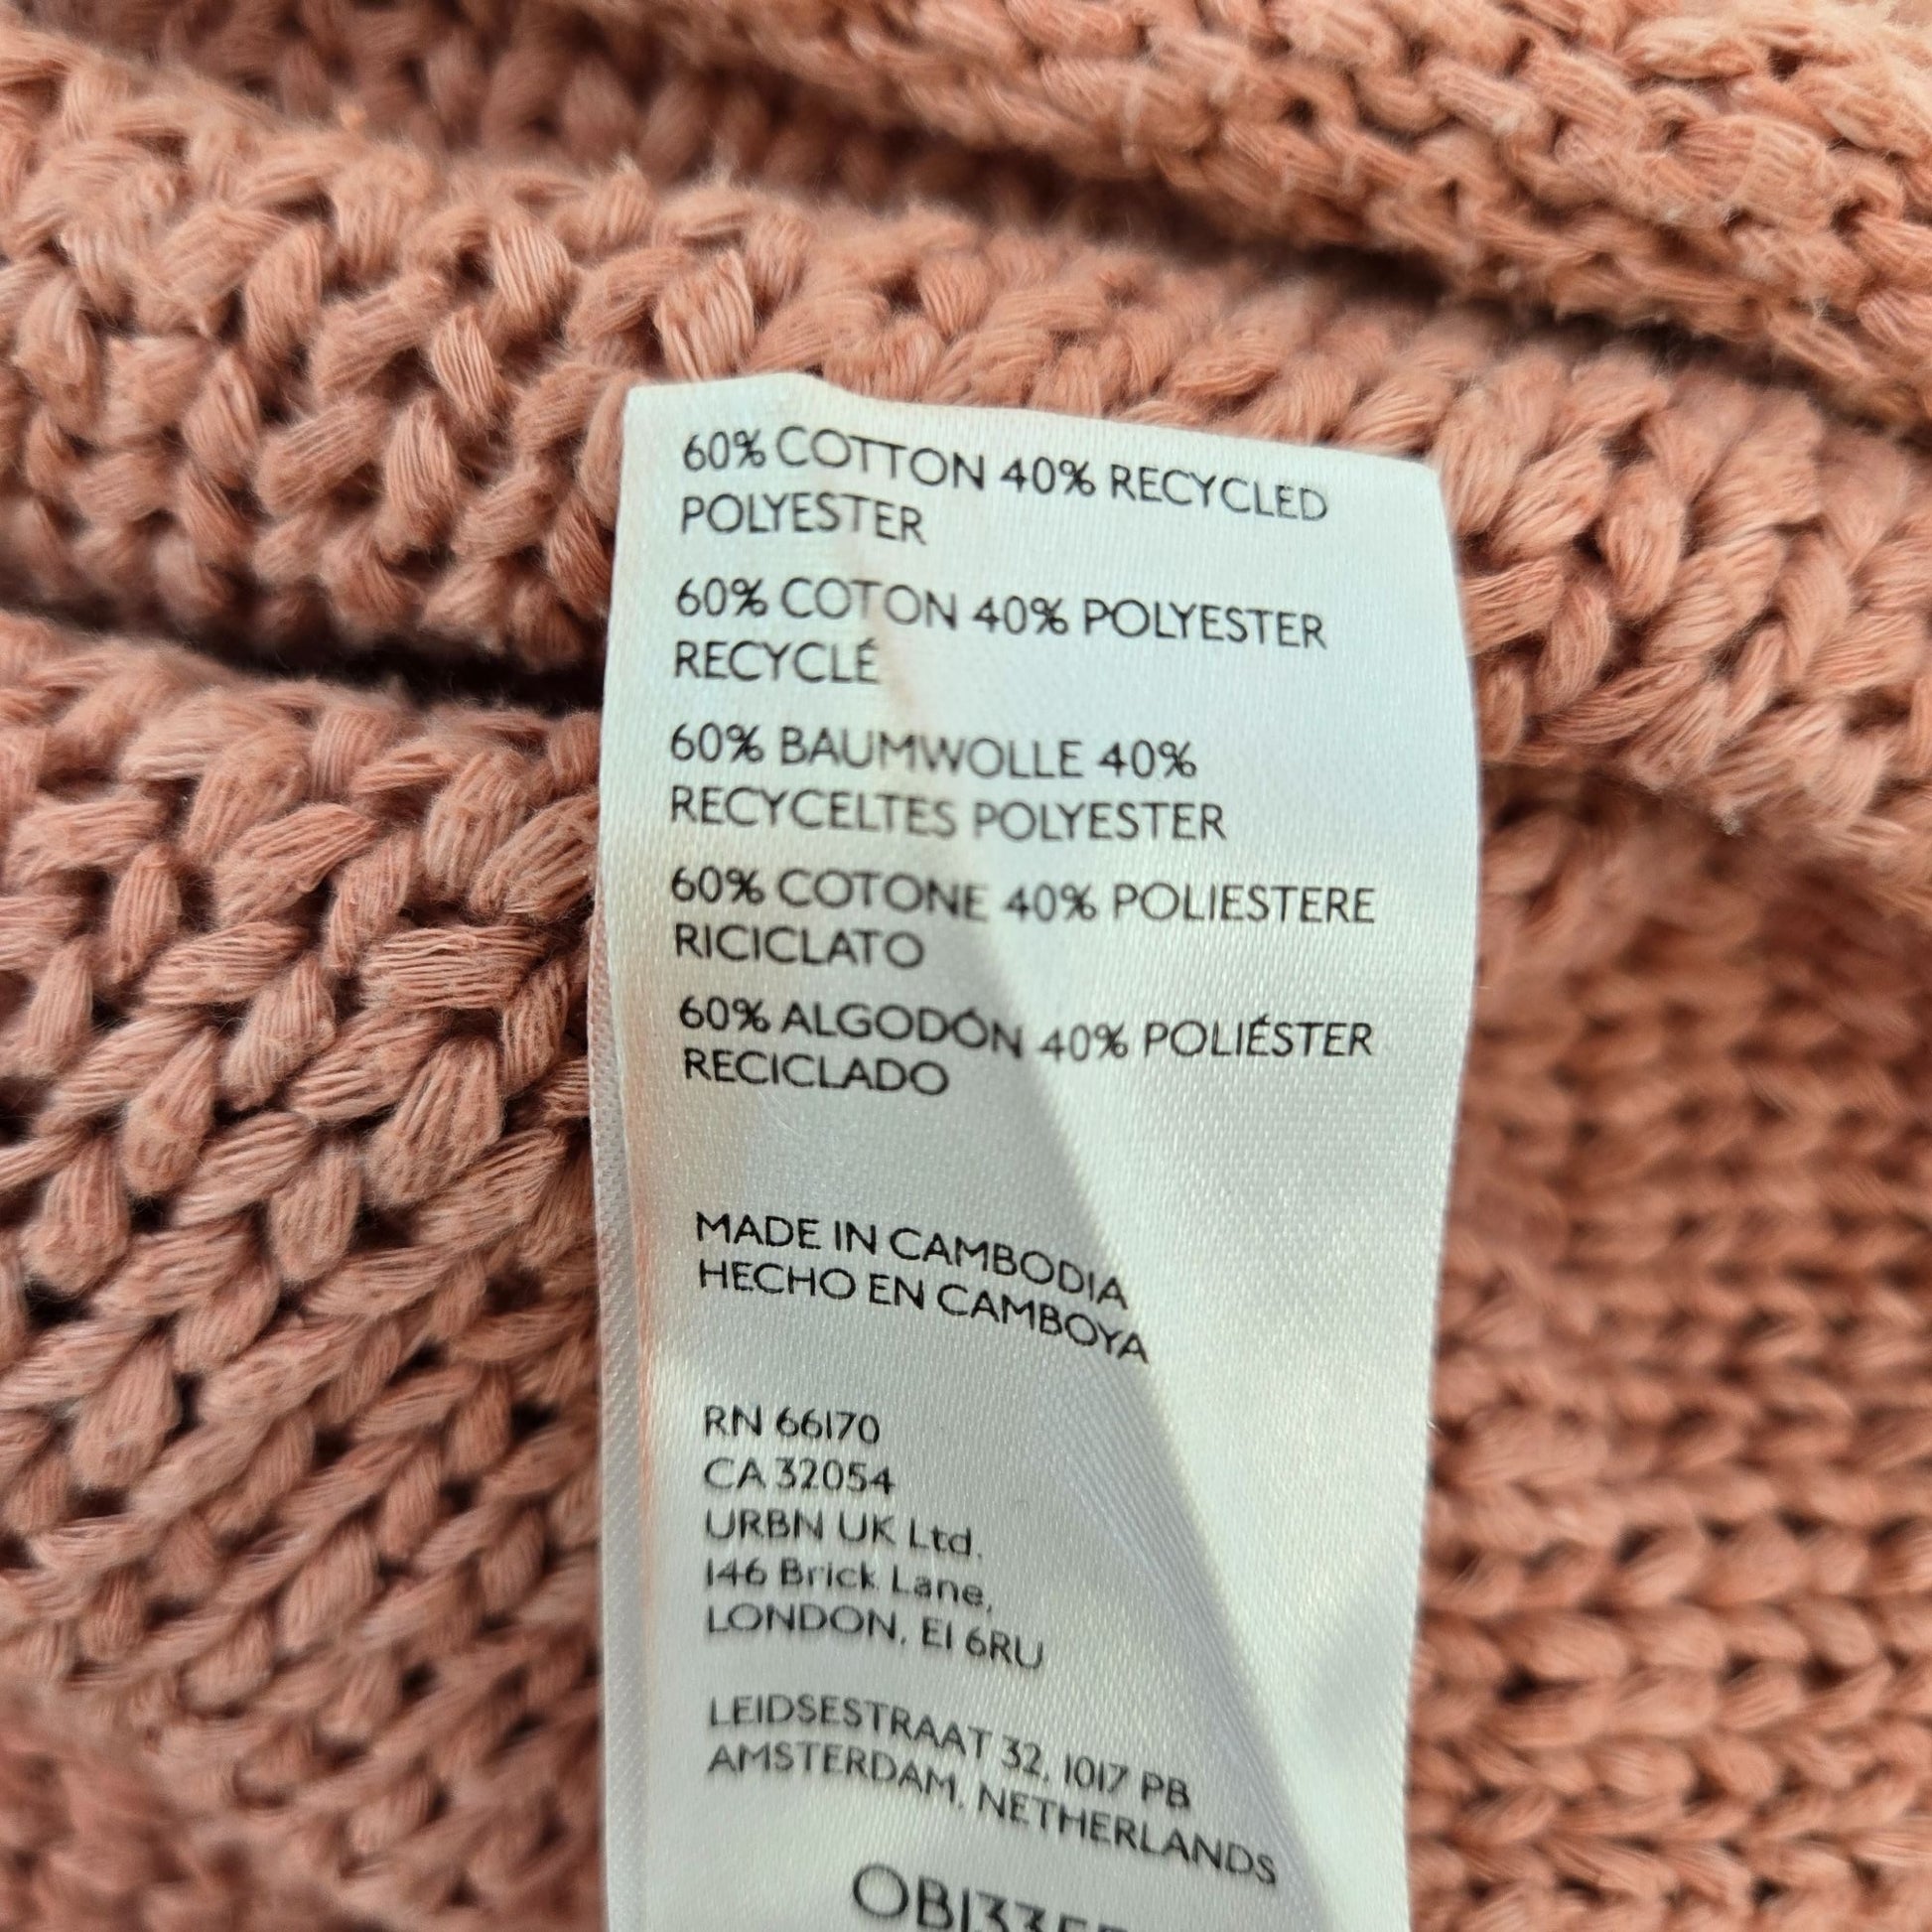 60% COTTON 40% RECYCLED
POLYESTER
60% COTON 40% POLYESTER
RECYCLÉ
60% BAUMWOLLE 40%
RECYCELTES POLYESTER
60% COTONE 40% POLIESTERE
RICICLATO
60% ALGODÓN 40% POLIÉSTER
RECICLADO
MADE IN CAMBODIA
HECHO EN CAMBOYA
RN 66170
CA 32054
URBN UK Ltd.
146 Brick Lane,
LONDON, E1 6RU
LEIDSESTRAAT 32, 1017 PB
AMSTERDAM, NETHERLANDS